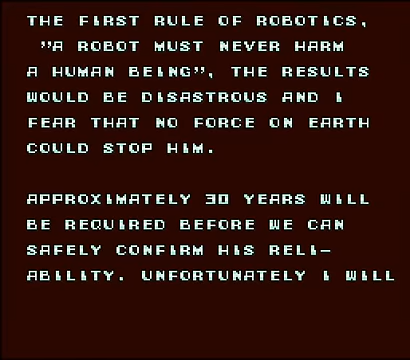 THE FIRST RULE OF ROBOTICS,
"A ROBOT MUST NEVER HARM
A HUMAN BEING", THE RESULTS
WOULD BE DISASTROUS AND I
FEAR THAT NO FORCE ON EARTH
COULD STOP HIM.
APPROXIMATELY 30 YEARS WILL
BE REQUIRED BEFORE WE CAN
SAFELY CONFIRM HIS RELI-
ABILITY. UNFORTUNATELY I WILL